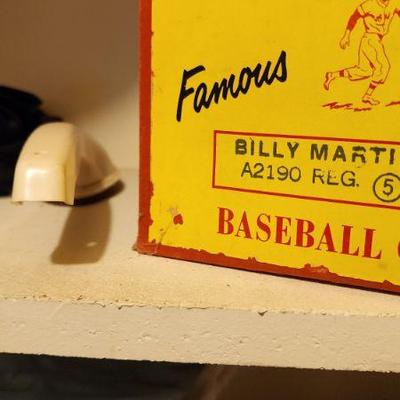 Famous
BILLY MARTI
A2190 REG. 5
BASEBALL